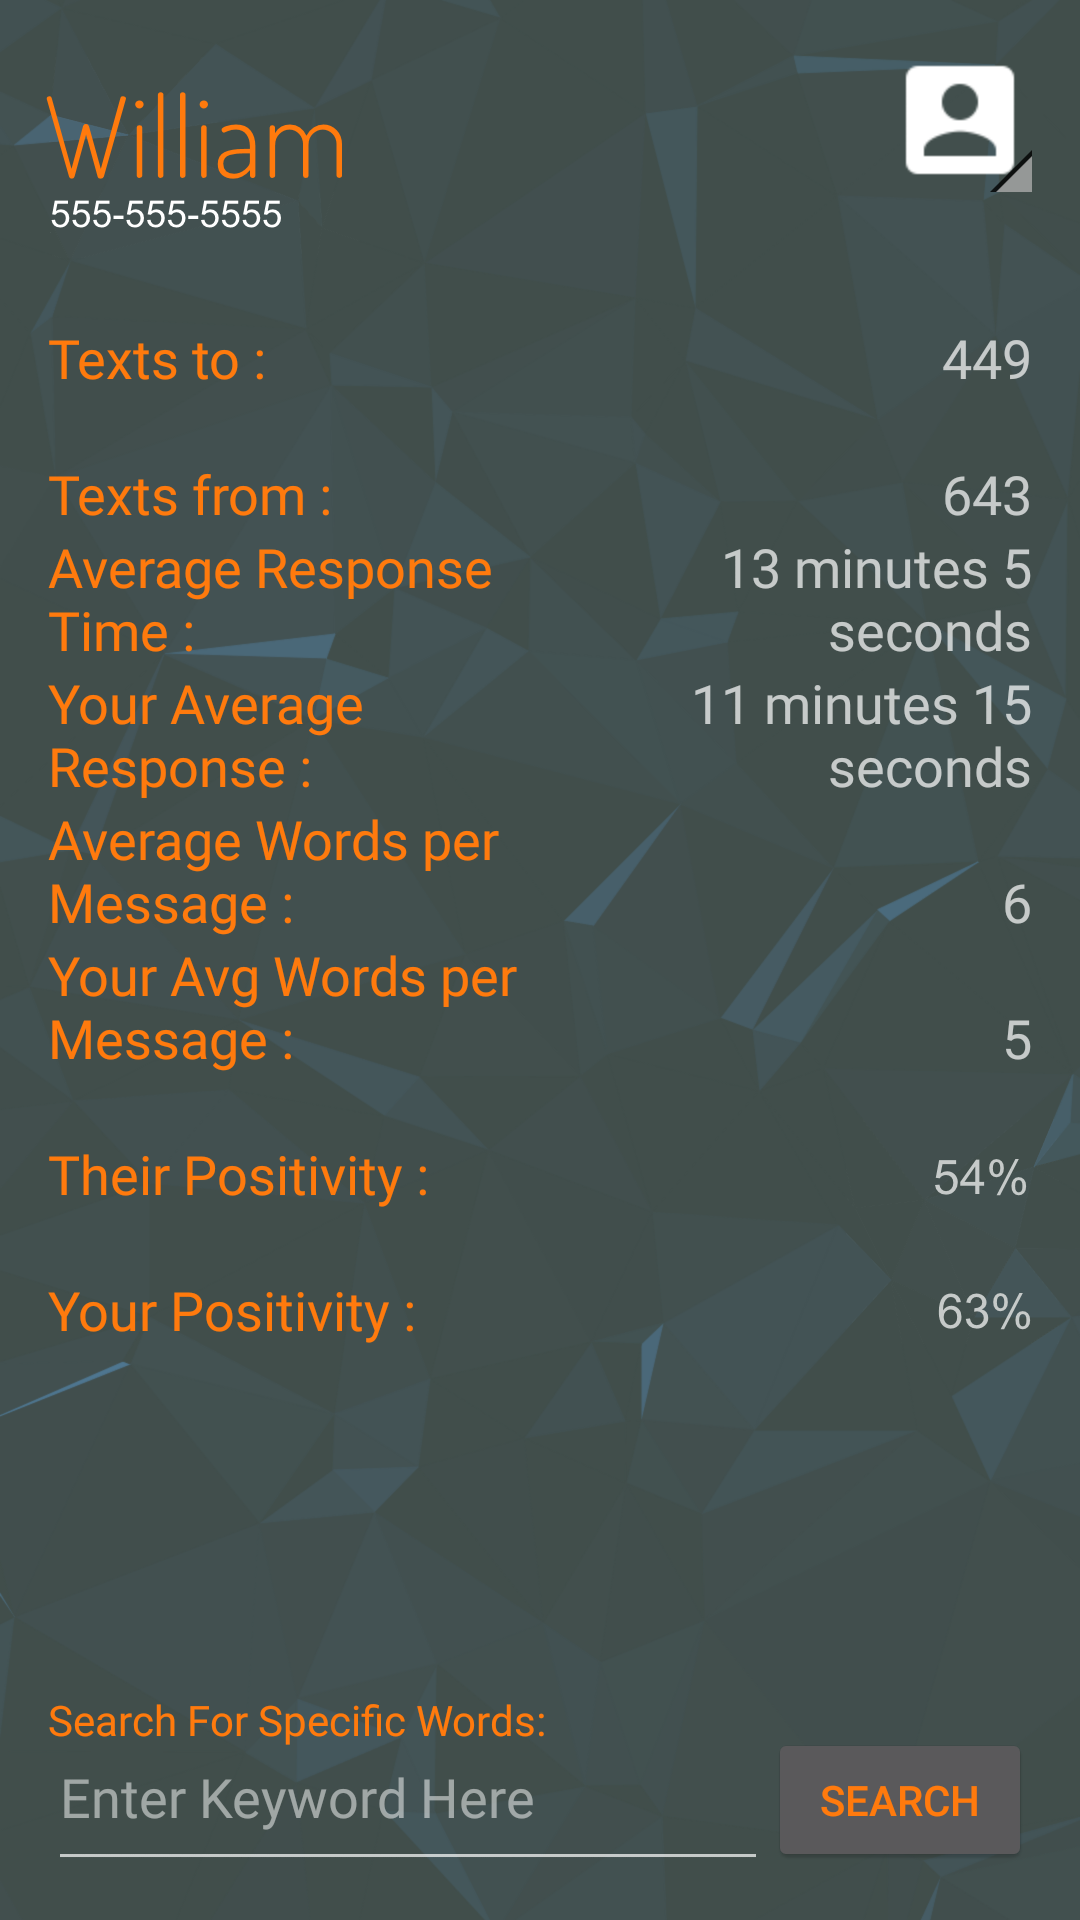 William
555-555-5555
Texts to : 449
Texts from : 643
Average Response 13 minutes 5
Time : seconds
Your Average 11 minutes 15
Response : seconds
Average Words per
Message : 6
Your Avg Words per
Message : 5
Their Positivity : 54%
Your Positivity : 63%
Search For Specific Words:
Enter Keyword Here SEARCH